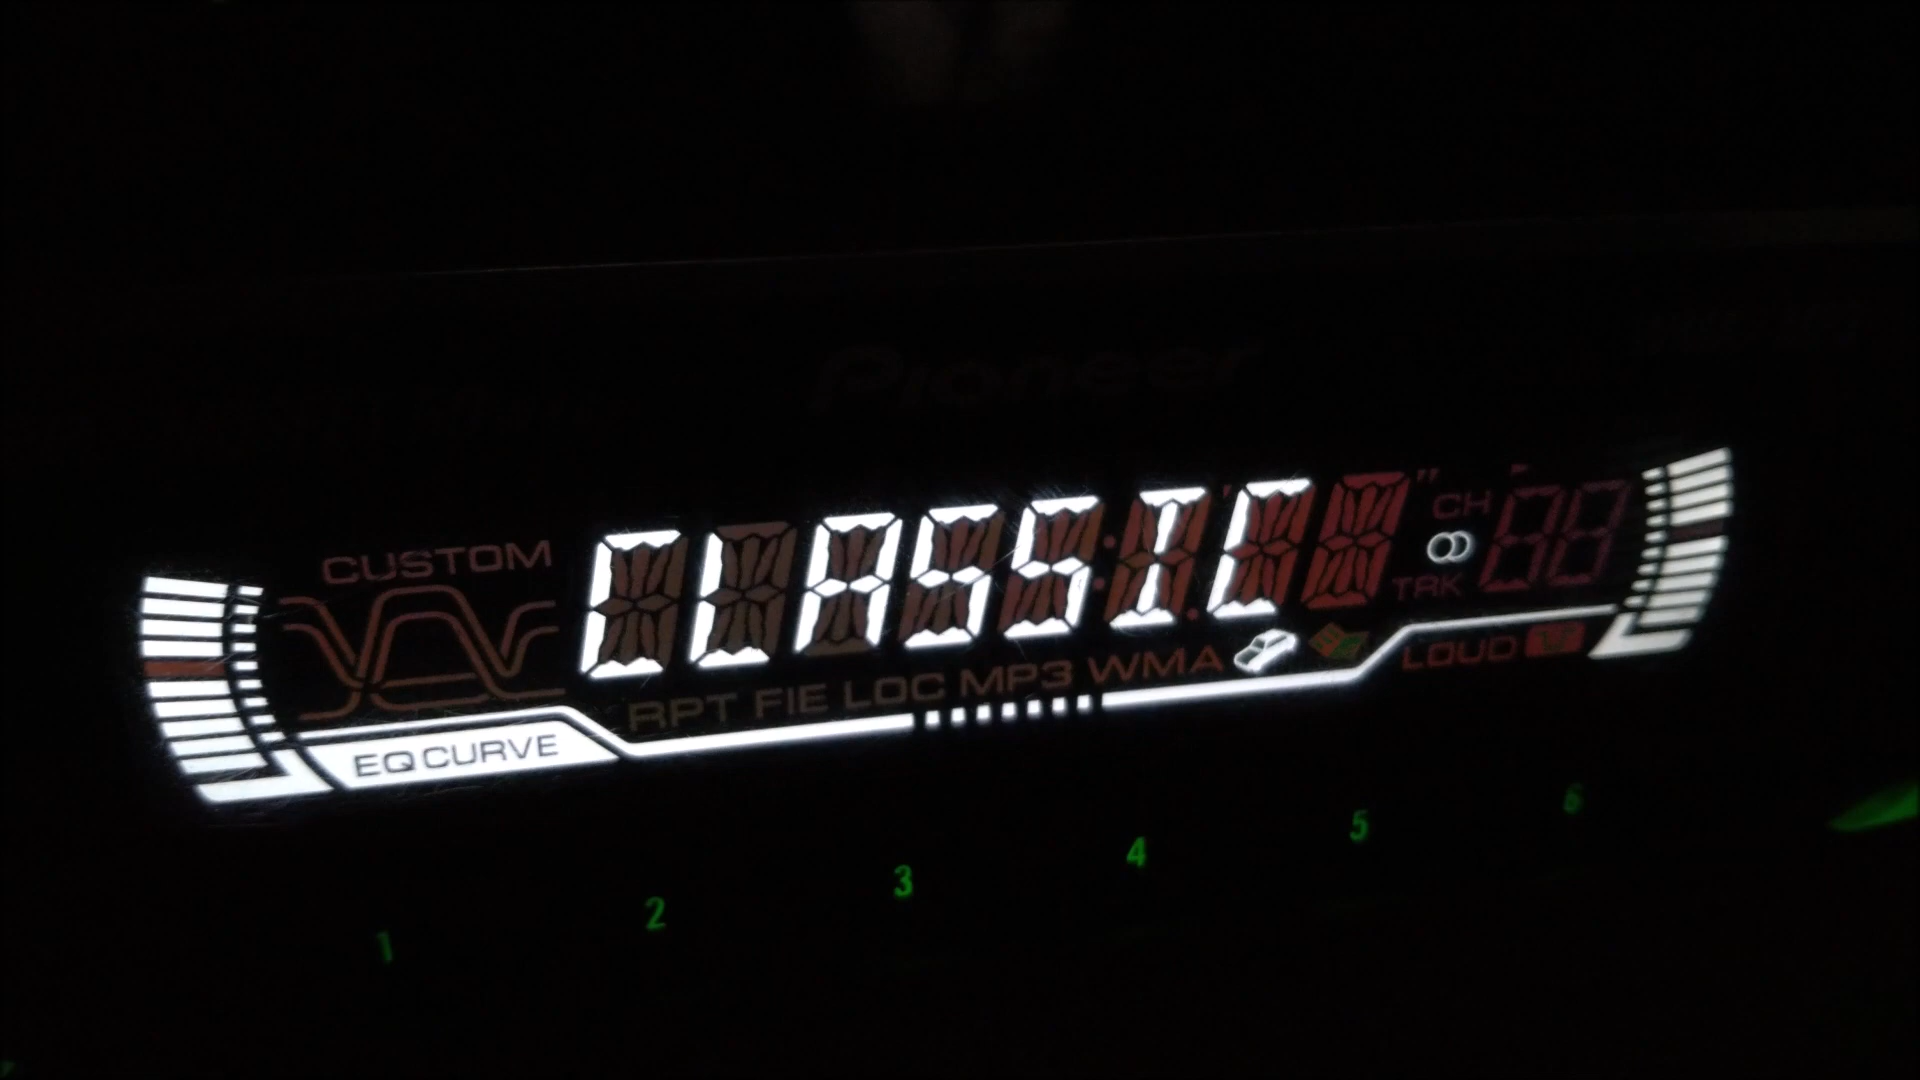 Pioneer
CUSTOM
CLASSIC
CH
TRK
RPT FIE LOC MP3 WMA
LOUD
EQ CURVE
1 2 3 4 5 6